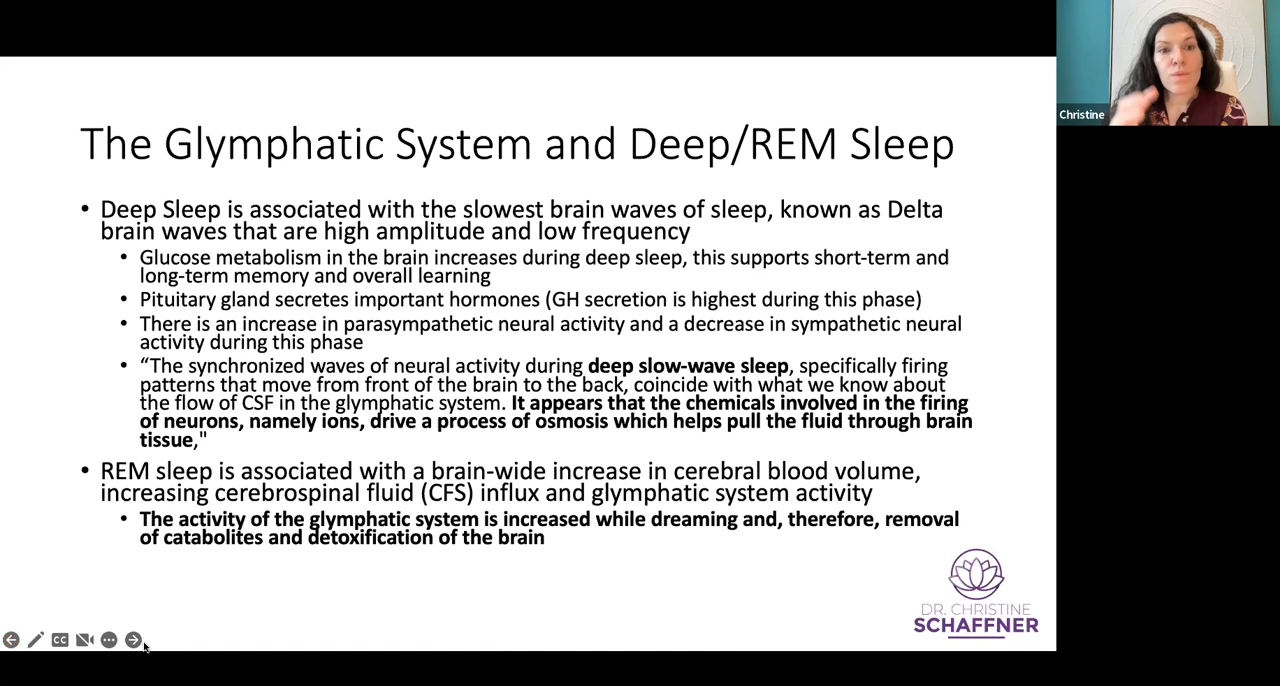 The Glymphatic System and Deep/REM Sleep
• Deep Sleep is associated with the slowest brain waves of sleep, known as Delta
brain waves that are high amplitude and low frequency
• Glucose metabolism in the brain increases during deep sleep, this supports short-term and
long-term memory and overall learning
• Pituitary gland secretes important hormones (GH secretion is highest during this phase)
• There is an increase in parasympathetic neural activity and a decrease in sympathetic neural
activity during this phase
• “The synchronized waves of neural activity during deep slow-wave sleep, specifically firing
patterns that move from front of the brain to the back, coincide with what we know about
the flow of CSF in the glymphatic system. It appears that the chemicals involved in the firing
of neurons, namely ions, drive a process of osmosis which helps pull the fluid through brain
tissue,"
• REM sleep is associated with a brain-wide increase in cerebral blood volume,
increasing cerebrospinal fluid (CFS) influx and glymphatic system activity
• The activity of the glymphatic system is increased while dreaming and, therefore, removal
of catabolites and detoxification of the brain
DR. CHRISTINE
SCHAFFNER
CC
Christine